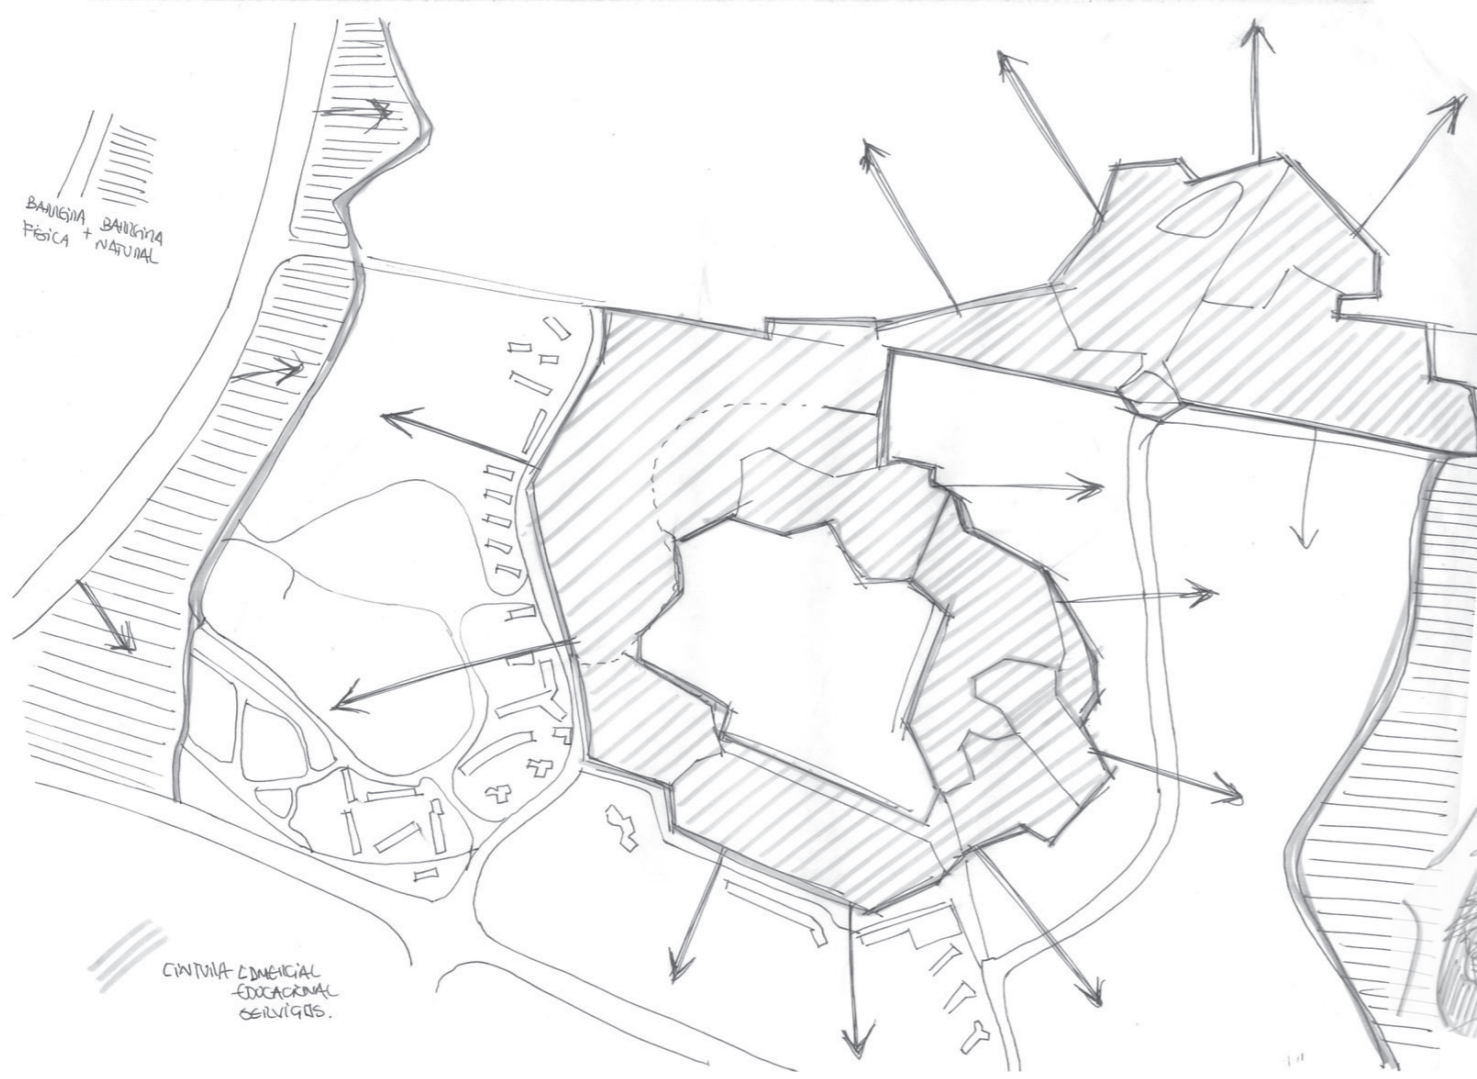 BARREIRA BARREIRA
FÍSICA + NATURAL
CINTURA COMERCIAL
EDUCACIONAL
SERVIÇOS.